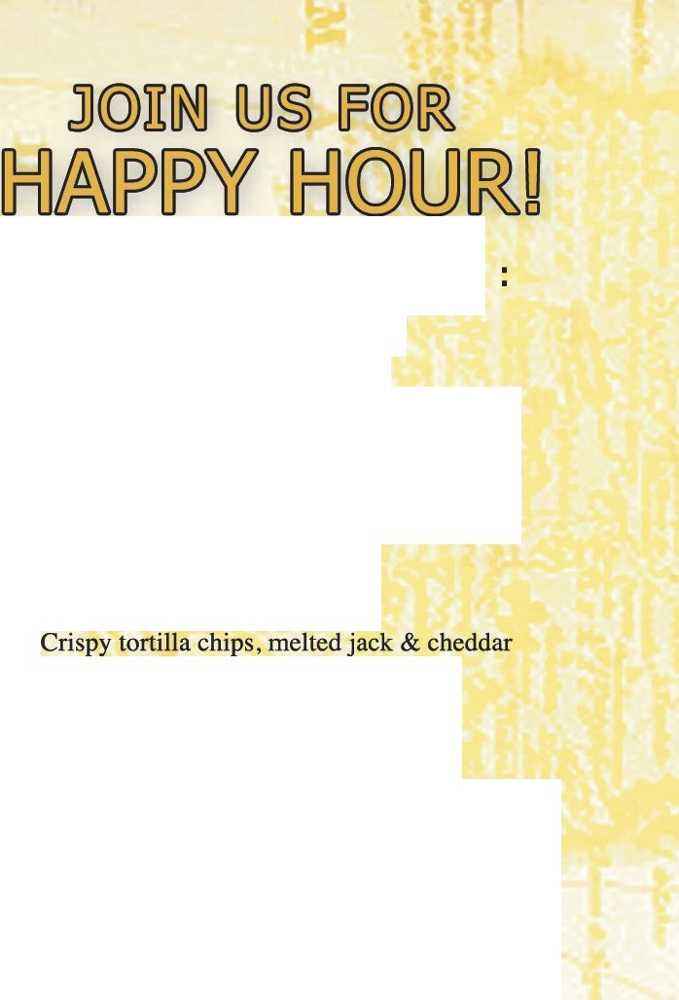 JOIN US FOR
HAPPY HOUR!
:
Crispy tortilla chips, melted jack & cheddar